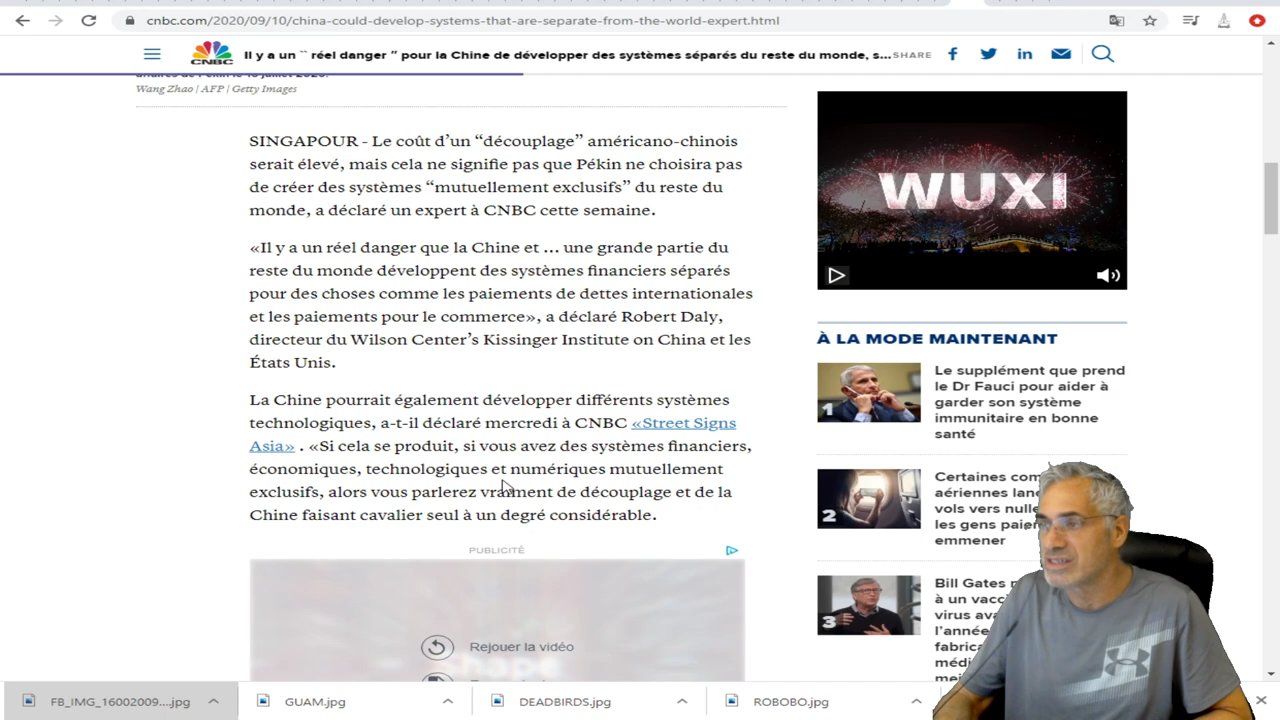 cnbc.com/2020/09/10/china-could-develop-systems-that-are-separate-from-the-world-expert.html
CNBC
Il y a un `` réel danger '' pour la Chine de développer des systèmes séparés du reste du monde, s...
SHARE
Wang Zhao | AFP | Getty Images
SINGAPOUR - Le coût d'un “découplage” américano-chinois
serait élevé, mais cela ne signifie pas que Pékin ne choisira pas
de créer des systèmes “mutuellement exclusifs” du reste du
monde, a déclaré un expert à CNBC cette semaine.
«Il y a un réel danger que la Chine et ... une grande partie du
reste du monde développent des systèmes financiers séparés
pour des choses comme les paiements de dettes internationales
et les paiements pour le commerce», a déclaré Robert Daly,
directeur du Wilson Center's Kissinger Institute on China et les
États Unis.
La Chine pourrait également développer différents systèmes
technologiques, a-t-il déclaré mercredi à CNBC «Street Signs
Asia» . «Si cela se produit, si vous avez des systèmes financiers,
économiques, technologiques et numériques mutuellement
exclusifs, alors vous parlerez vraiment de découplage et de la
Chine faisant cavalier seul à un degré considérable.
PUBLICITÉ
Rejouer la vidéo
WUXI
À LA MODE MAINTENANT
1
Le supplément que prend
le Dr Fauci pour aider à
garder son système
immunitaire en bonne
santé
2
Certaines com
aériennes lan
vols vers nulle
les gens paien
emmener
3
Bill Gates
à un vacc
virus ava
l'année
fabrica
médi
FB_IMG_16002009...jpg
GUAM.jpg
DEADBIRDS.jpg
ROBOBO.jpg